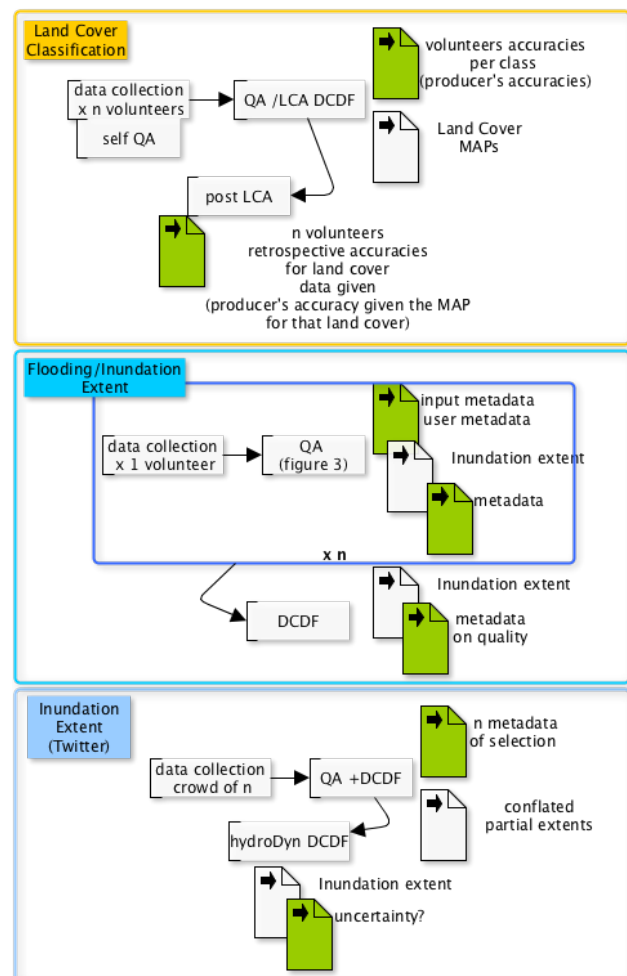 Land Cover
Classification
data collection
x n volunteers
self QA
QA /LCA DCDF
volunteers accuracies
per class
(producer's accuracies)
Land Cover
MAPs
post LCA
n volunteers
retrospective accuracies
for land cover
data given
(producer's accuracy given the MAP
for that land cover)
Flooding/Inundation
Extent
data collection
x 1 volunteer
QA
(figure 3)
input metadata
user metadata
Inundation extent
metadata
x n
DCDF
Inundation extent
metadata
on quality
Inundation
Extent
(Twitter)
data collection
crowd of n
QA +DCDF
n metadata
of selection
conflated
partial extents
hydroDyn DCDF
Inundation extent
uncertainty?